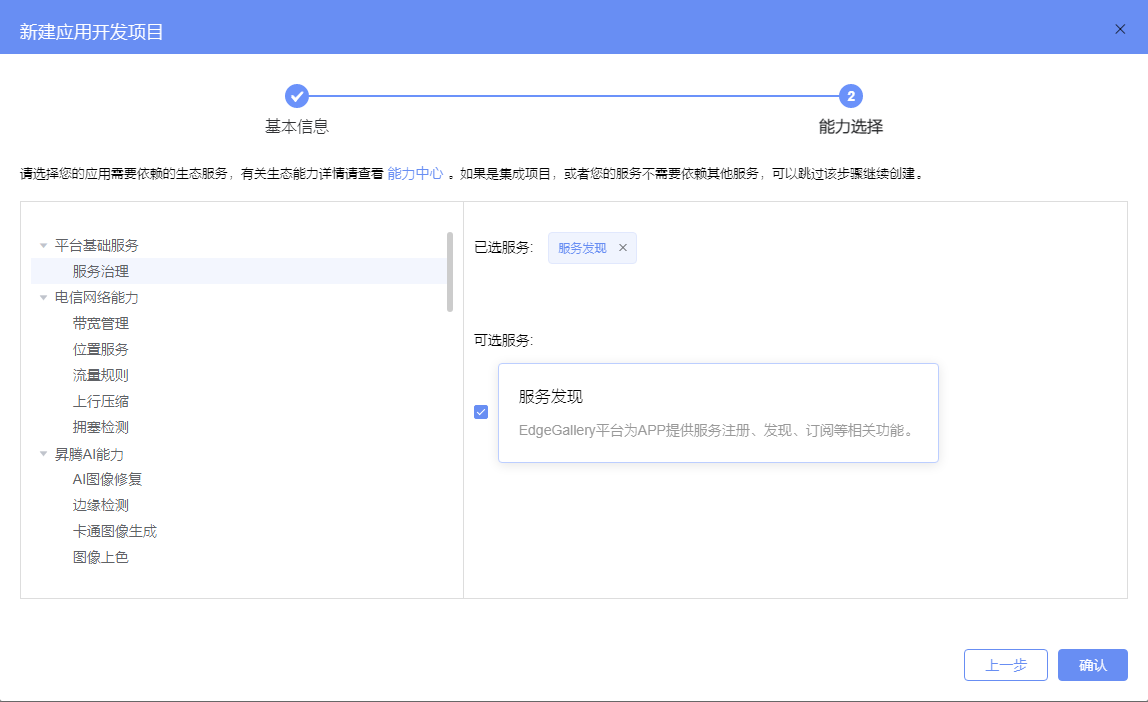 新建应用开发项目
2
基本信息
能力选择
请选择您的应用需要依赖的生态服务，有关生态能力详情请查看 能力中心 。如果是集成项目，或者您的服务不需要依赖其他服务，可以跳过该步骤继续创建。
平台基础服务
服务治理
电信网络能力
带宽管理
位置服务
流量规则
上行压缩
拥塞检测
昇腾AI能力
AI图像修复
边缘检测
卡通图像生成
图像上色
已选服务:
服务发现
可选服务:
服务发现
EdgeGallery平台为APP提供服务注册、发现、订阅等相关功能。
上一步
确认